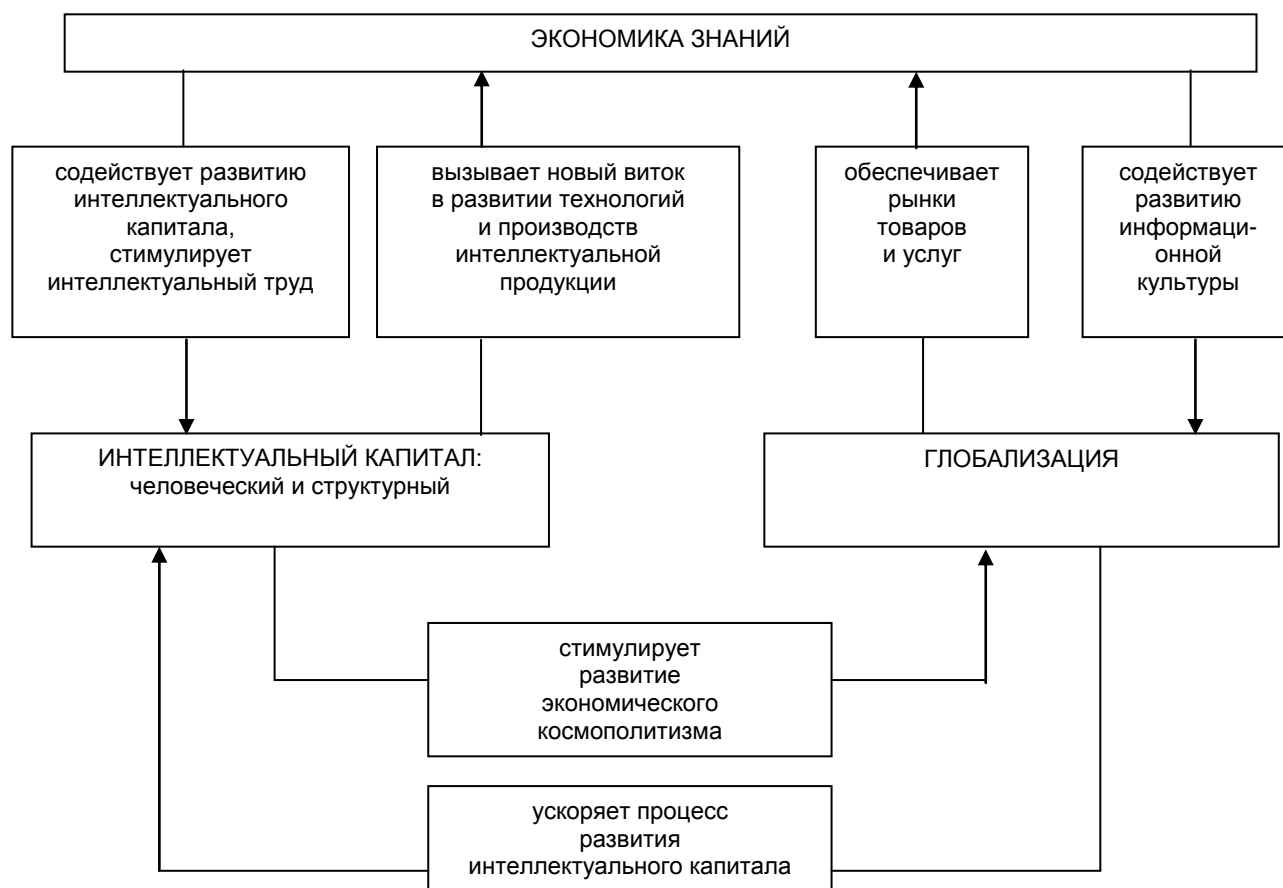 ЭКОНОМИКА ЗНАНИЙ
содействует развитию
интеллектуального
капитала,
стимулирует
интеллектуальный труд
вызывает новый виток
в развитии технологий
и производств
интеллектуальной
продукции
обеспечивает
рынки
товаров
и услуг
содействует
развитию
информаци-
онной
культуры
ИНТЕЛЛЕКТУАЛЬНЫЙ КАПИТАЛ:
человеческий и структурный
ГЛОБАЛИЗАЦИЯ
стимулирует
развитие
экономического
космополитизма
ускоряет процесс
развития
интеллектуального капитала